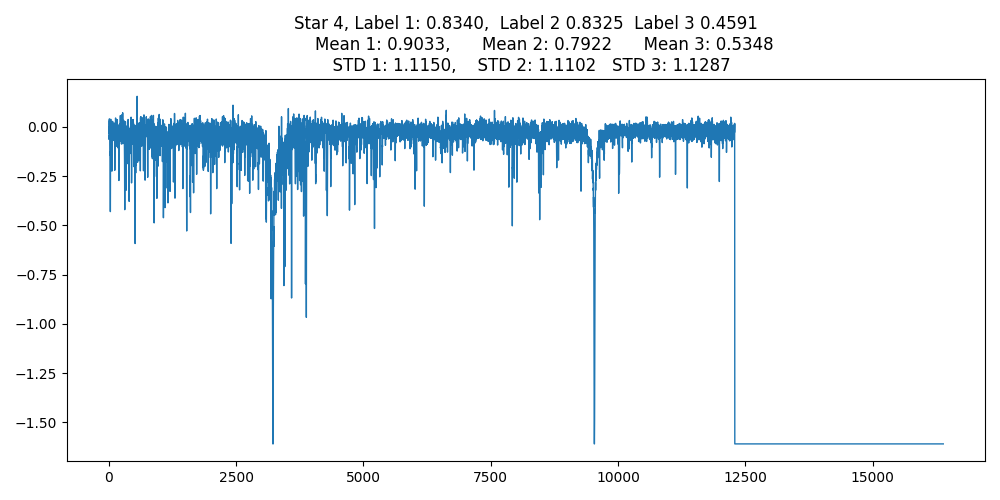 Star 4, Label 1: 0.8340,  Label 2 0.8325  Label 3 0.4591
Mean 1: 0.9033,      Mean 2: 0.7922      Mean 3: 0.5348
STD 1: 1.1150,    STD 2: 1.1102   STD 3: 1.1287
0.00
−0.25
−0.50
−0.75
−1.00
−1.25
−1.50
0 2500 5000 7500 10000 12500 15000